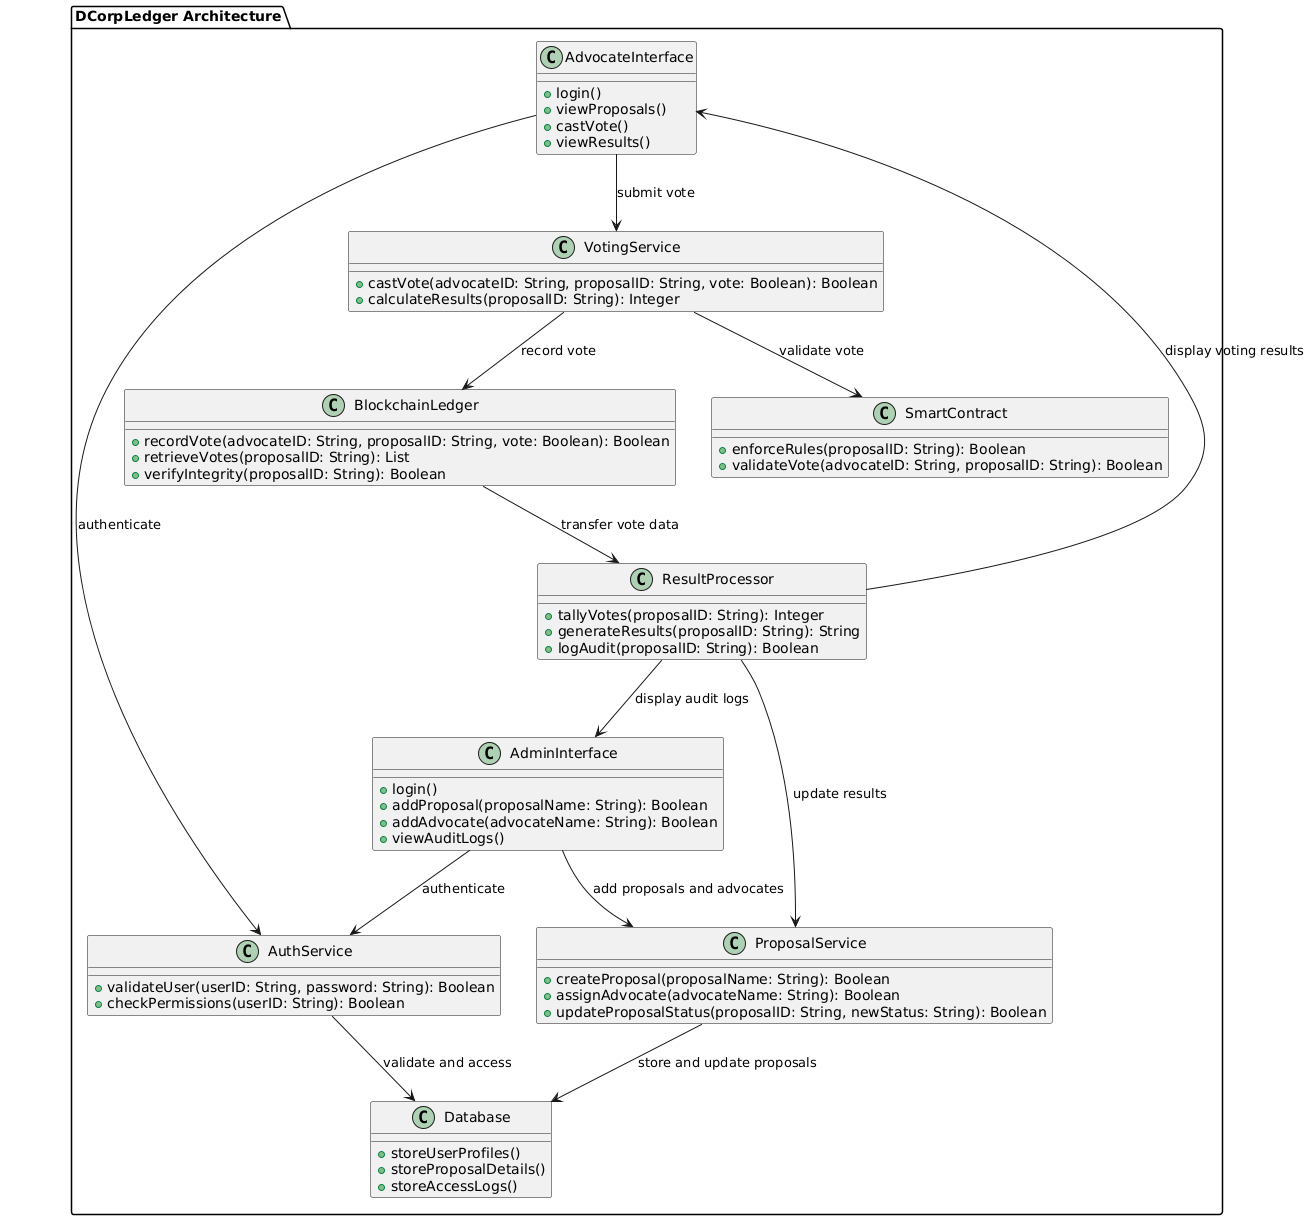 DCorpLedger Architecture
C AdvocateInterface
login()
viewProposals()
castVote()
viewResults()
submit vote
C VotingService
castVote(advocateID: String, proposalID: String, vote: Boolean): Boolean
calculateResults(proposalID: String): Integer
record vote
validate vote
display voting results
C BlockchainLedger
recordVote(advocateID: String, proposalID: String, vote: Boolean): Boolean
retrieveVotes(proposalID: String): List
verifyIntegrity(proposalID: String): Boolean
C SmartContract
enforceRules(proposalID: String): Boolean
validateVote(advocateID: String, proposalID: String): Boolean
authenticate
transfer vote data
C ResultProcessor
tallyVotes(proposalID: String): Integer
generateResults(proposalID: String): String
logAudit(proposalID: String): Boolean
display audit logs
C AdminInterface
login()
addProposal(proposalName: String): Boolean
addAdvocate(advocateName: String): Boolean
viewAuditLogs()
update results
authenticate
add proposals and advocates
C AuthService
validateUser(userID: String, password: String): Boolean
checkPermissions(userID: String): Boolean
C ProposalService
createProposal(proposalName: String): Boolean
assignAdvocate(advocateName: String): Boolean
updateProposalStatus(proposalID: String, newStatus: String): Boolean
validate and access
store and update proposals
C Database
storeUserProfiles()
storeProposalDetails()
storeAccessLogs()